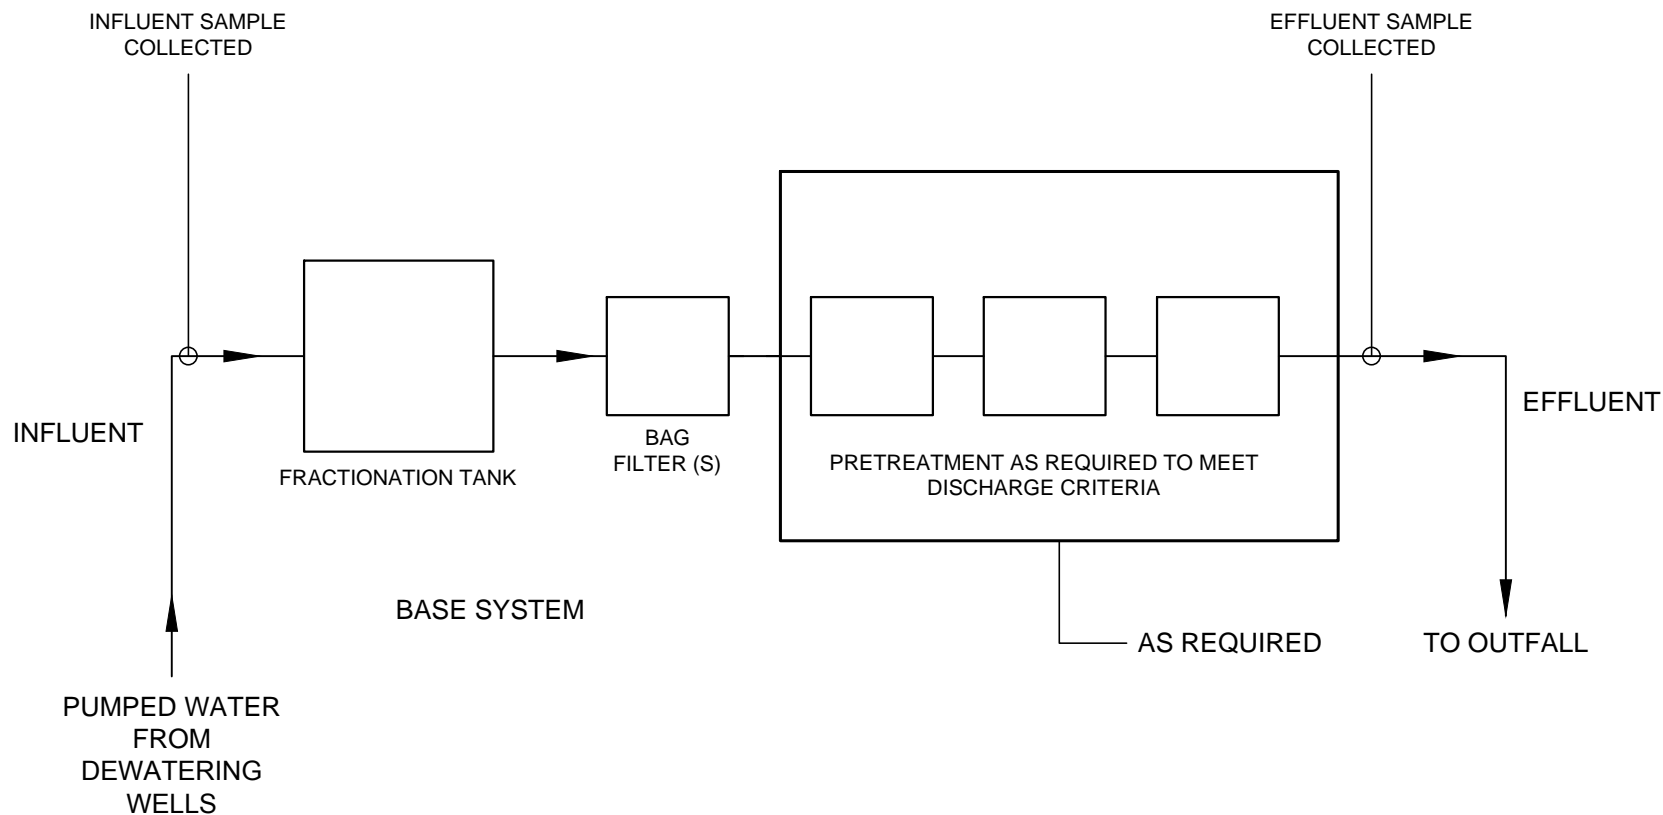 INFLUENT SAMPLE
COLLECTED
EFFLUENT SAMPLE
COLLECTED
INFLUENT
FRACTIONATION TANK
BAG
FILTER (S)
PRETREATMENT AS REQUIRED TO MEET
DISCHARGE CRITERIA
EFFLUENT
BASE SYSTEM
AS REQUIRED
TO OUTFALL
PUMPED WATER
FROM
DEWATERING
WELLS